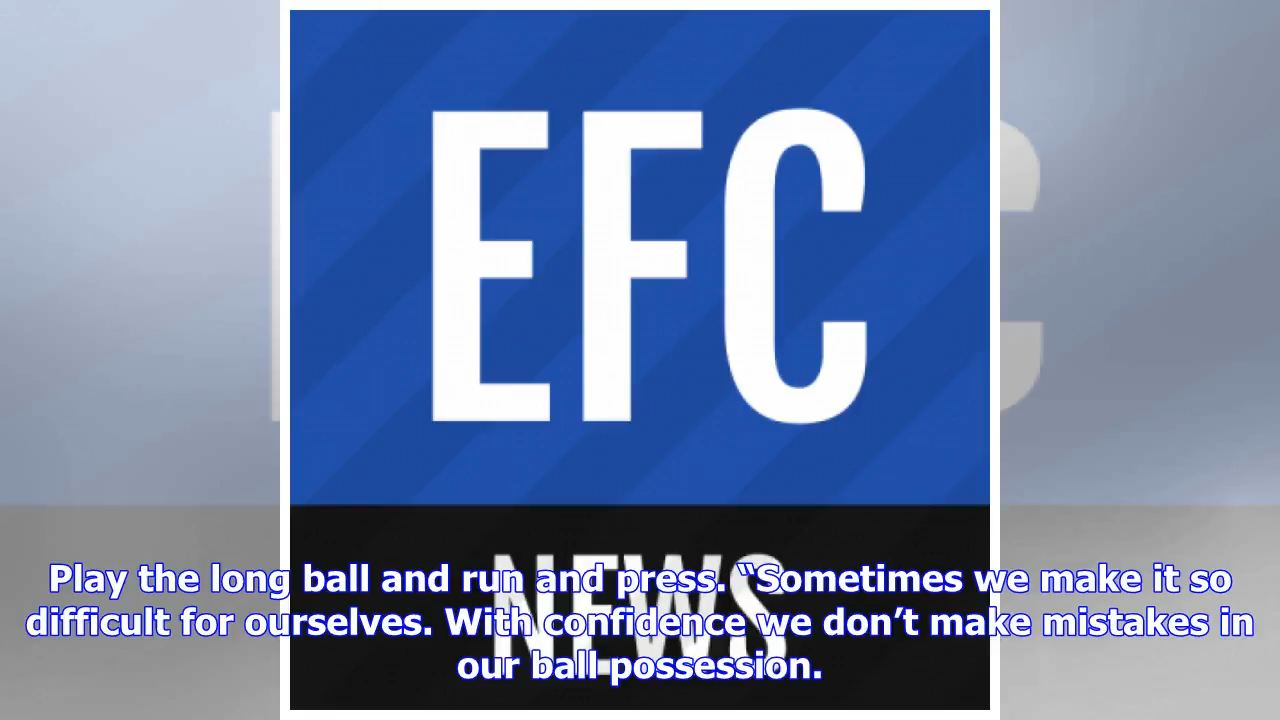 EFC
NEWS
Play the long ball and run and press. “Sometimes we make it so
difficult for ourselves. With confidence we don’t make mistakes in
our ball possession.